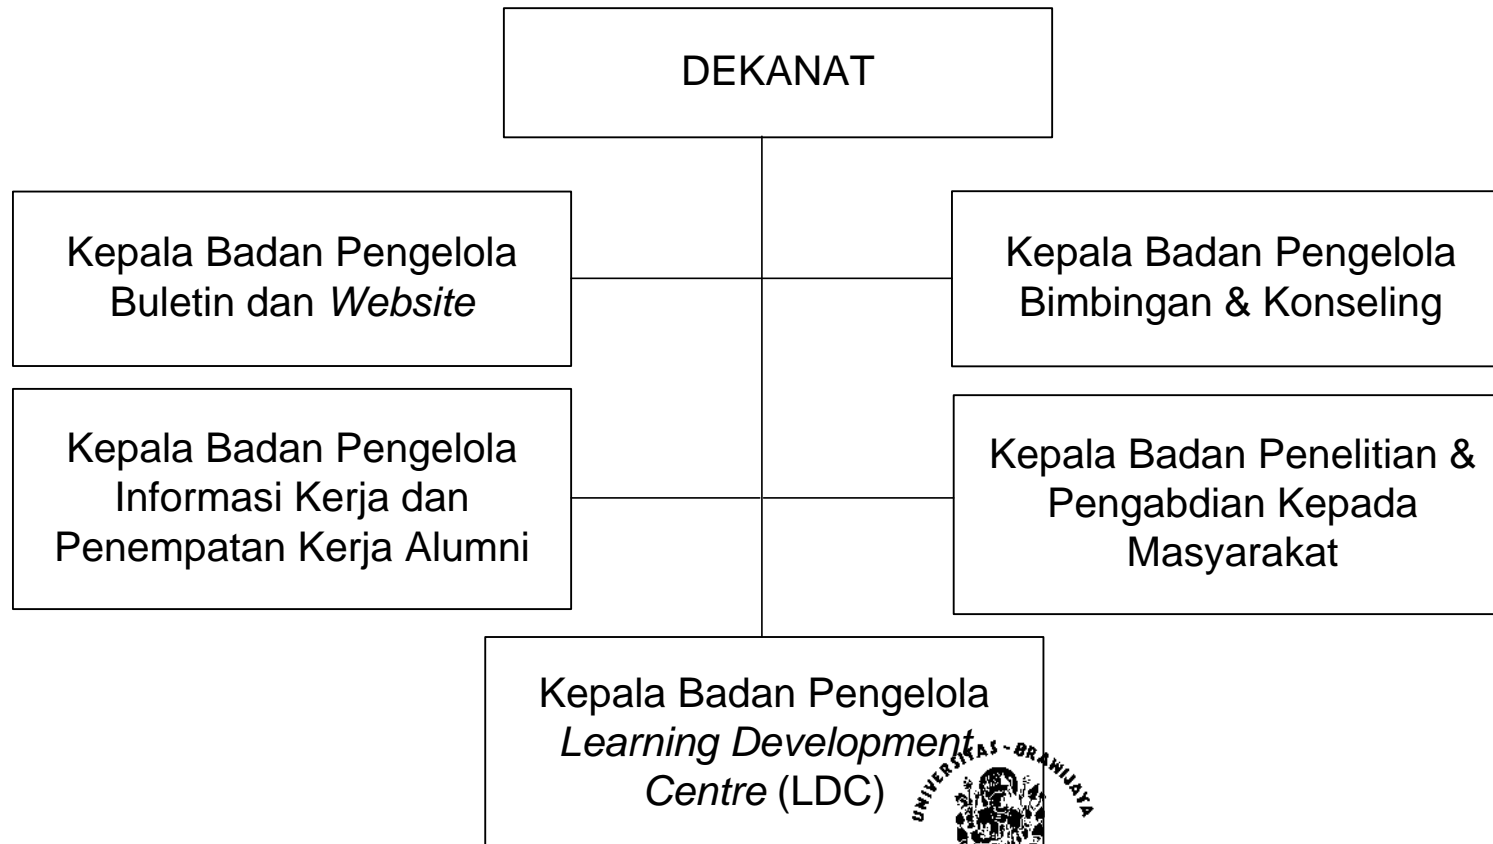 DEKANAT
Kepala Badan Pengelola
Buletin dan Website
Kepala Badan Pengelola
Bimbingan & Konseling
Kepala Badan Pengelola
Informasi Kerja dan
Penempatan Kerja Alumni
Kepala Badan Penelitian &
Pengabdian Kepada
Masyarakat
Kepala Badan Pengelola
Learning Development
Centre (LDC)
UNIVERSITAS - BRAWIJAYA